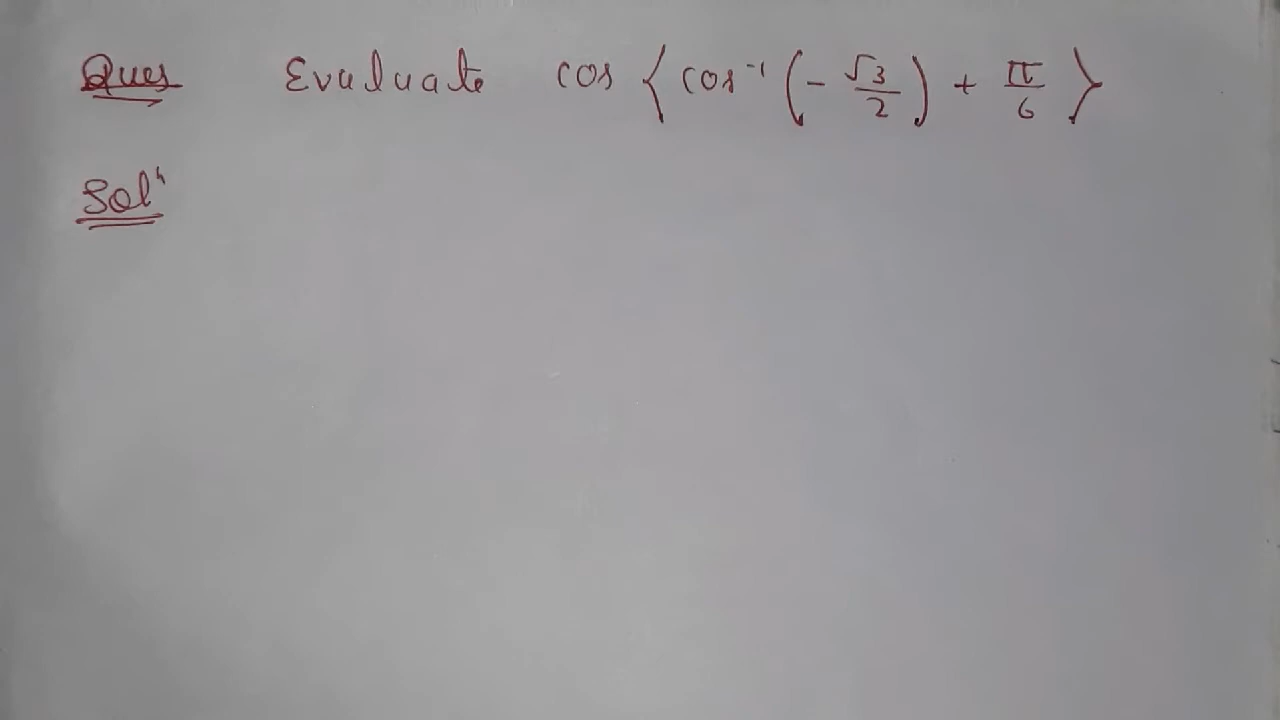 Ques Evaluate cos { cos⁻¹ (- √3/2) + π/6 }
Solⁿ